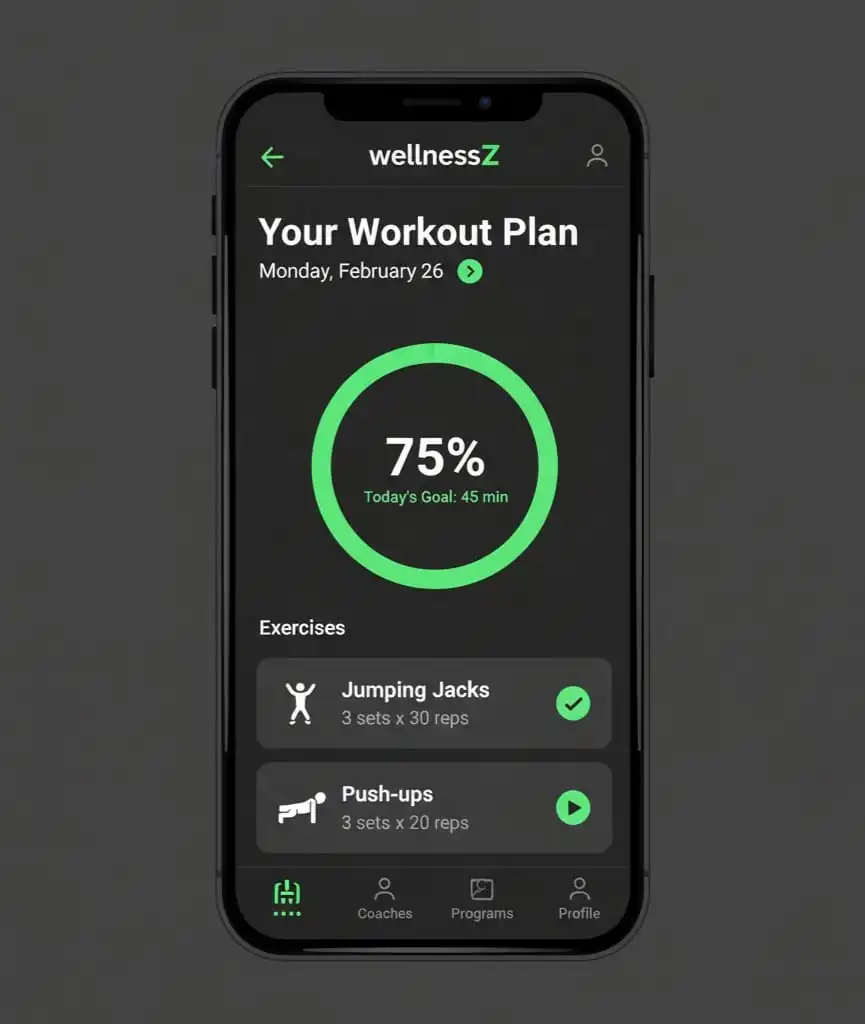 wellnessZ
Your Workout Plan
Monday, February 26
75%
Today's Goal: 45 min
Exercises
Jumping Jacks
3 sets x 30 reps
Push-ups
3 sets x 20 reps
Coaches
Programs
Profile